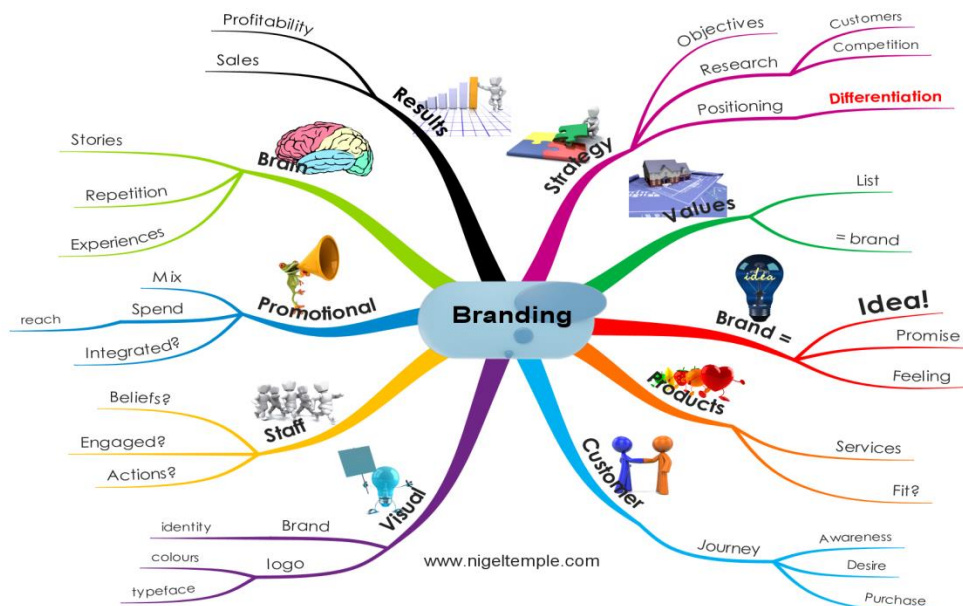 Branding
Strategy
Objectives
Research
Customers
Competition
Positioning
Differentiation
Values
List
= brand
Brand =
idea
Idea!
Promise
Feeling
Products
Services
Fit?
Customer
Journey
Awareness
Desire
Purchase
Visual
Brand
identity
logo
colours
typeface
Staff
Beliefs?
Engaged?
Actions?
Promotional
Mix
Spend
reach
Integrated?
Brain
Stories
Repetition
Experiences
Results
Profitability
Sales
www.nigeltemple.com